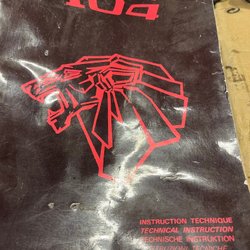 104
INSTRUCTION TECHNIQUE
TECHNICAL INSTRUCTION
TECHNISCHE INSTRUKTION